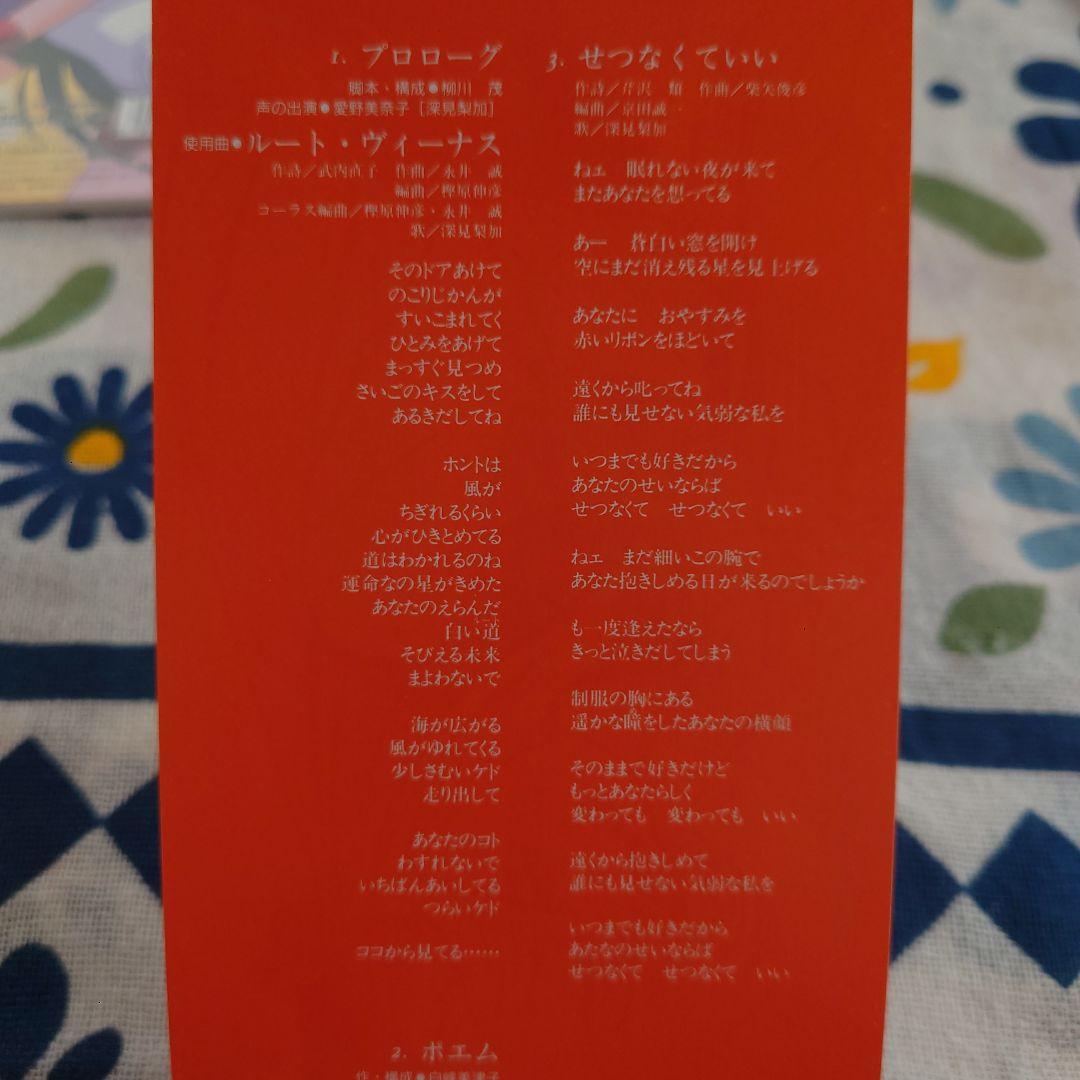 1. プロローグ
脚本・構成●柳川 茂
声の出演●愛野美奈子［深見梨加］
使用曲●ルート・ヴィーナス
作詩／武内直子 作曲／永井 誠
編曲／樫原伸彦
コーラス編曲／樫原伸彦・永井 誠
歌／深見梨加
そのドアあけて
のこりじかんが
すいこまれてく
ひとみをあげて
まっすぐ見つめ
さいごのキスをして
あるきだしてね
ホントは
風が
ちぎれるくらい
心がひきとめてる
道はわかれるのね
運命なの星がきめた
あなたのえらんだ
白い道
そびえる未来
まよわないで
海が広がる
風がゆれてくる
少しさむいケド
走り出して
あなたのコト
わすれないで
いちばんあいしてる
つらいケド
ココから見てる……
2. ポエム
作・構成●白峰美津子
3. せつなくていい
作詩／芹沢 類 作曲／柴矢俊彦
編曲／京田誠一
歌／深見梨加
ねェ 眠れない夜が来て
またあなたを想ってる
あー 蒼白い窓を開け
空にまだ消え残る星を見上げる
あなたに おやすみを
赤いリボンをほどいて
遠くから叱ってね
誰にも見せない気弱な私を
いつまでも好きだから
あなたのせいならば
せつなくて せつなくて いい
ねェ まだ細いこの腕で
あなた抱きしめる日が来るのでしょうか
も一度逢えたなら
きっと泣きだしてしまう
制服の胸にある
遥かな瞳をしたあなたの横顔
そのままで好きだけど
もっとあなたらしく
変わっても 変わっても いい
遠くから抱きしめて
誰にも見せない気弱な私を
いつまでも好きだから
あたなのせいならば
せつなくて せつなくて いい